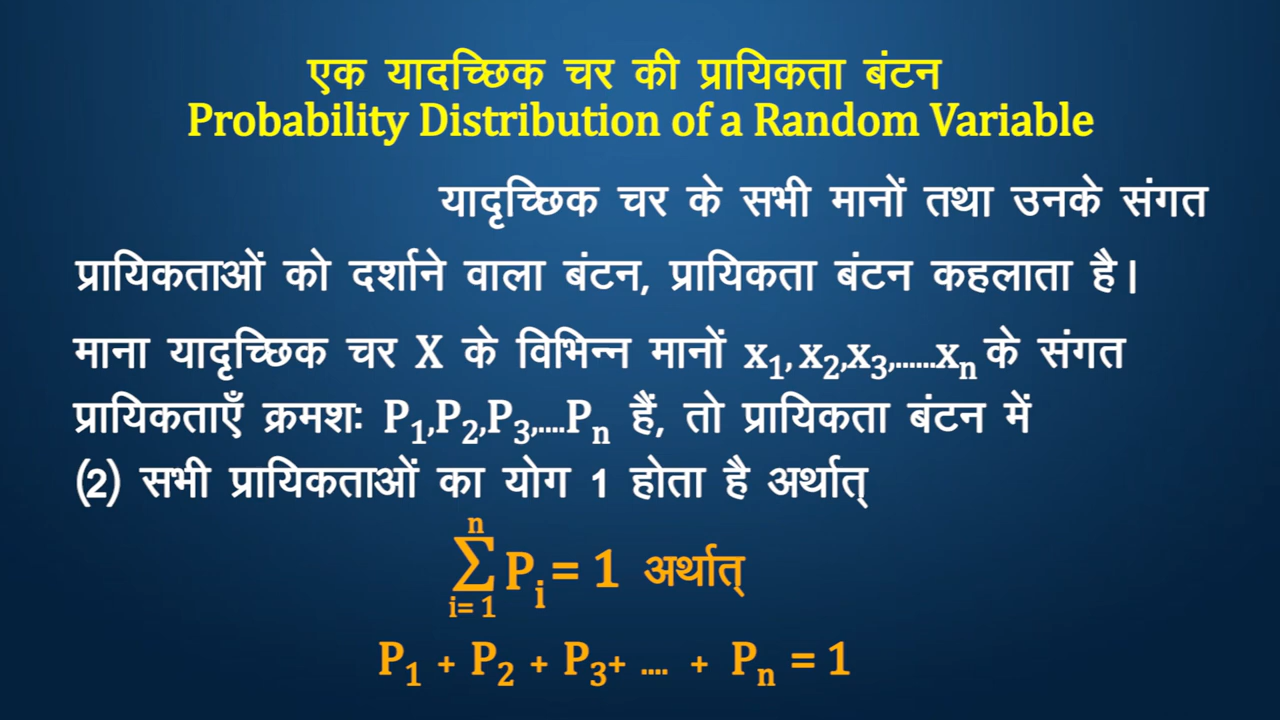 एक यादच्छिक चर की प्रायिकता बंटन
Probability Distribution of a Random Variable
यादृच्छिक चर के सभी मानों तथा उनके संगत
प्रायिकताओं को दर्शाने वाला बंटन, प्रायिकता बंटन कहलाता है।
माना यादृच्छिक चर X के विभिन्न मानों x₁, x₂,x₃,......xₙ के संगत
प्रायिकताएँ क्रमशः P₁,P₂,P₃,....Pₙ हैं, तो प्रायिकता बंटन में
(2) सभी प्रायिकताओं का योग 1 होता है अर्थात्
n
∑ Pᵢ = 1 अर्थात्
i= 1
P₁ + P₂ + P₃+ .... + Pₙ = 1